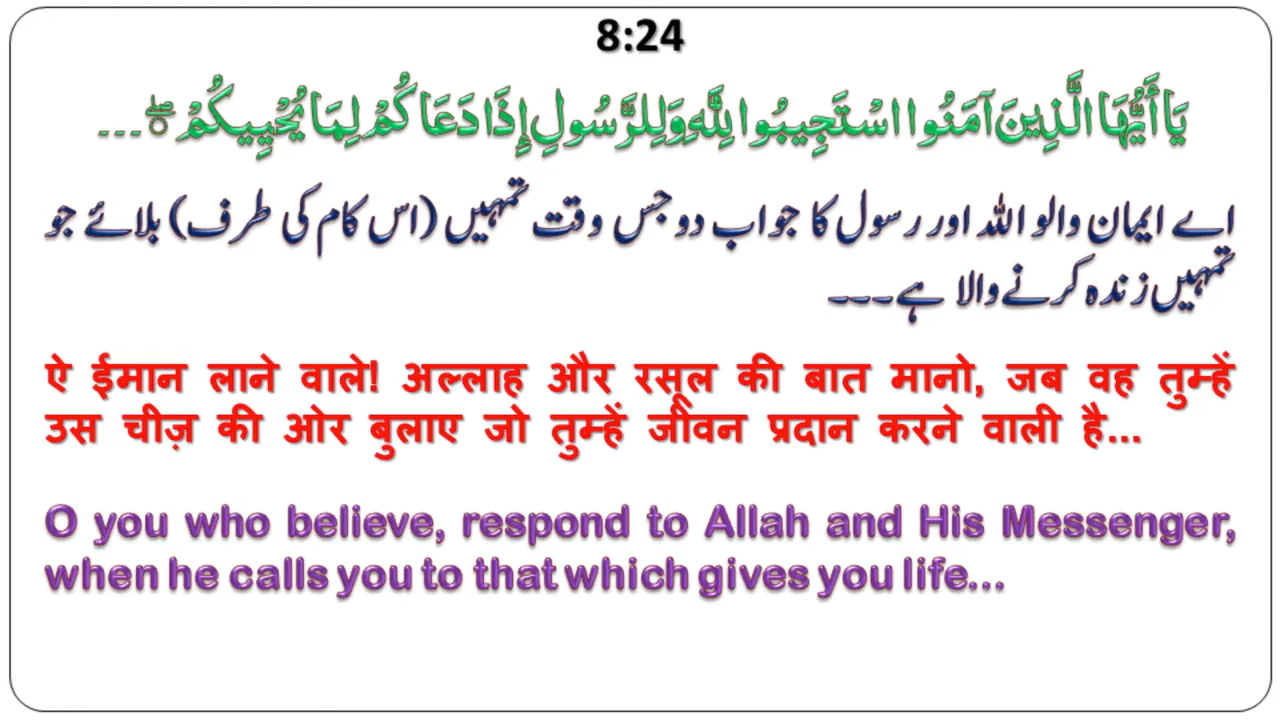 8:24
يَا أَيُّهَا الَّذِينَ آمَنُوا اسْتَجِيبُوا لِلَّهِ وَلِلرَّسُولِ إِذَا دَعَاكُمْ لِمَا يُحْيِيكُمْ ۖ ...
اے ایمان والو اللہ اور رسول کا جواب دو جس وقت تمہیں (اس کام کی طرف) بلائے جو
تمہیں زندہ کرنے والا ہے۔۔۔
ऐ ईमान लाने वाले! अल्लाह और रसूल की बात मानो, जब वह तुम्हें
उस चीज़ की ओर बुलाए जो तुम्हें जीवन प्रदान करने वाली है...
O you who believe, respond to Allah and His Messenger,
when he calls you to that which gives you life...